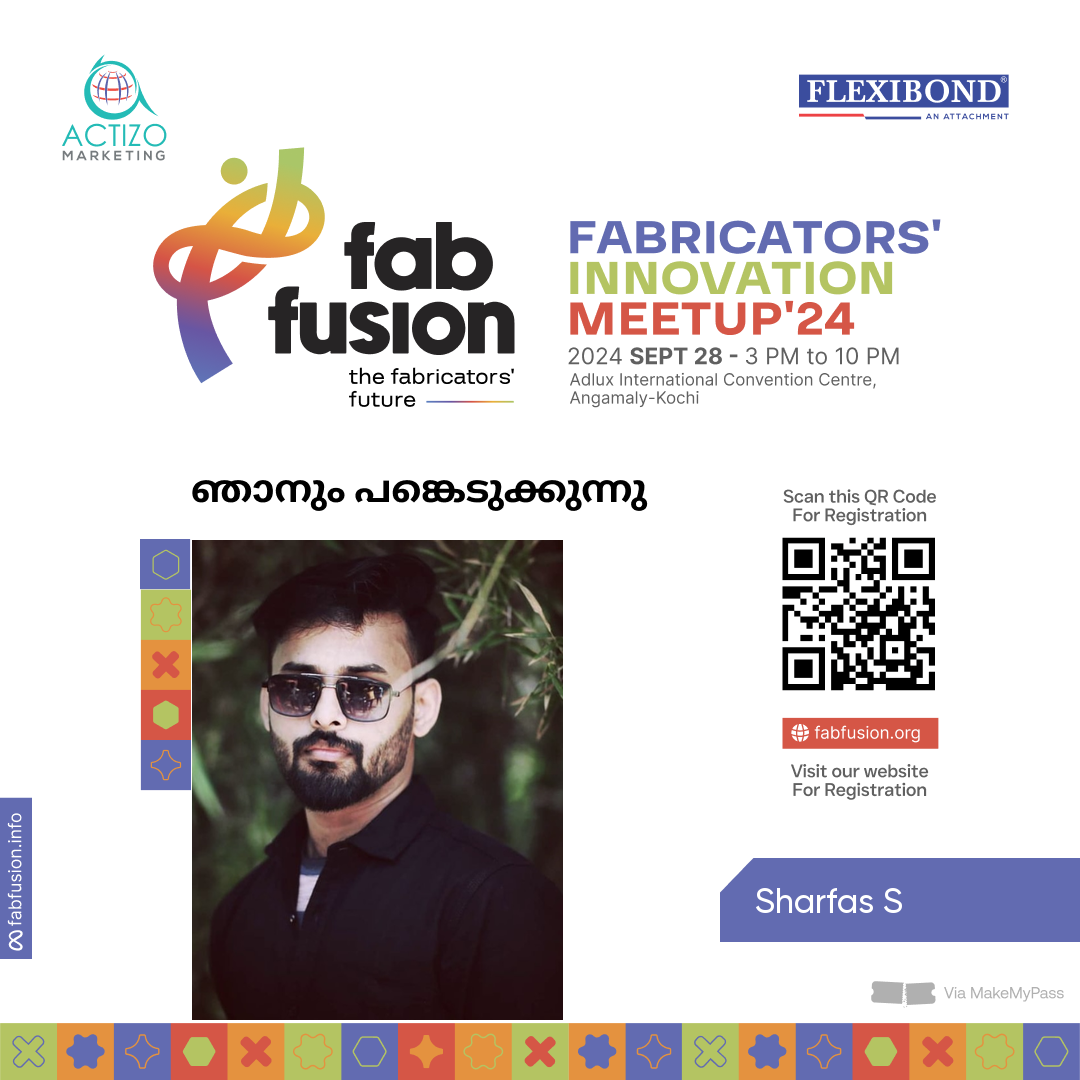 ACTIZO
MARKETING
FLEXIBOND®
AN ATTACHMENT
fab
fusion
the fabricators'
future
FABRICATORS'
INNOVATION
MEETUP'24
2024 SEPT 28 - 3 PM to 10 PM
Adlux International Convention Centre,
Angamaly-Kochi
ഞാനും പങ്കെടുക്കുന്നു
Scan this QR Code
For Registration
fabfusion.org
Visit our website
For Registration
fabfusion.info
Sharfas S
Via MakeMyPass